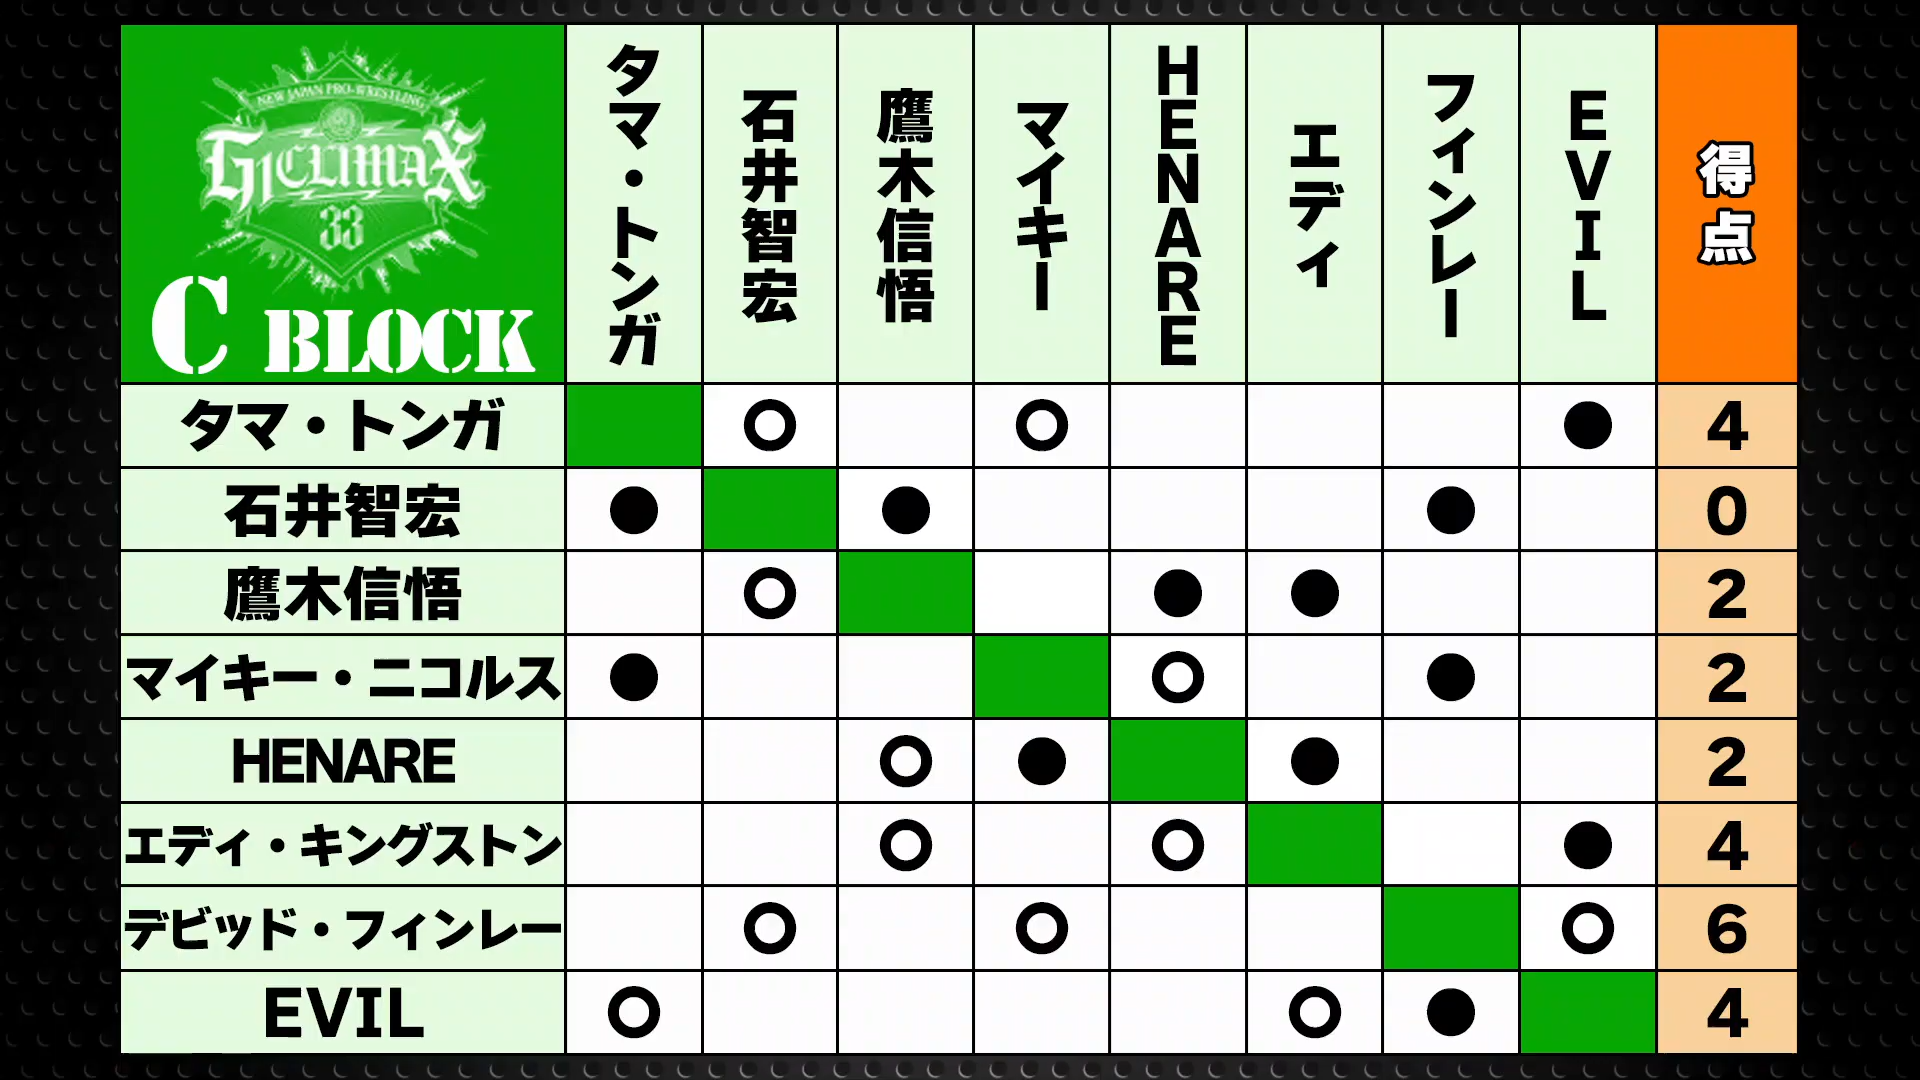 NEW JAPAN PRO-WRESTLING
G1 CLIMAX
33
C BLOCK
タマ・トンガ
石井智宏
鷹木信悟
マイキー
HENARE
エディ
フィンレー
EVIL
得点
タマ・トンガ ○ ○ ● 4
石井智宏 ● ● ● 0
鷹木信悟 ○ ● ● 2
マイキー・ニコルス ● ○ ● 2
HENARE ○ ● ● 2
エディ・キングストン ○ ○ ● 4
デビッド・フィンレー ○ ○ ○ 6
EVIL ○ ○ ● 4